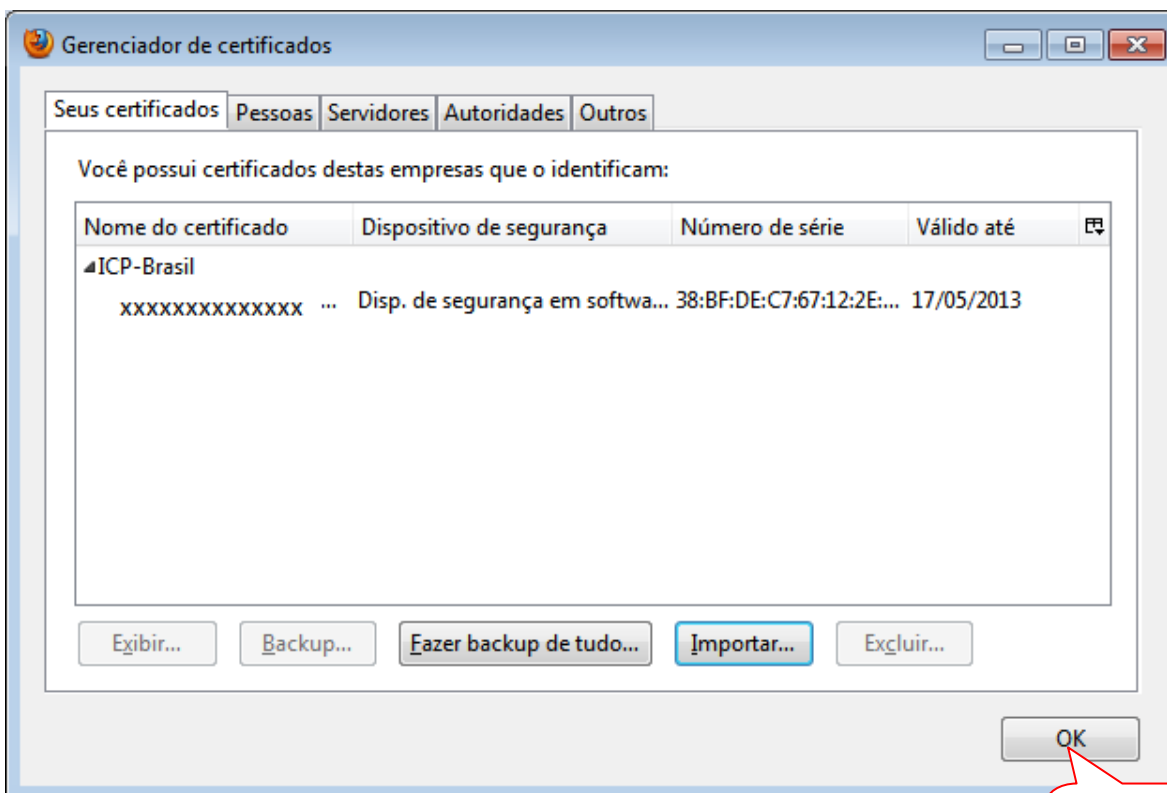 Gerenciador de certificados
Seus certificados Pessoas Servidores Autoridades Outros
Você possui certificados destas empresas que o identificam:
Nome do certificado Dispositivo de segurança Número de série Válido até
ICP-Brasil
xxxxxxxxxxxxxx ... Disp. de segurança em softwa... 38:BF:DE:C7:67:12:2E:... 17/05/2013
Exibir... Backup... Fazer backup de tudo... Importar... Excluir...
OK